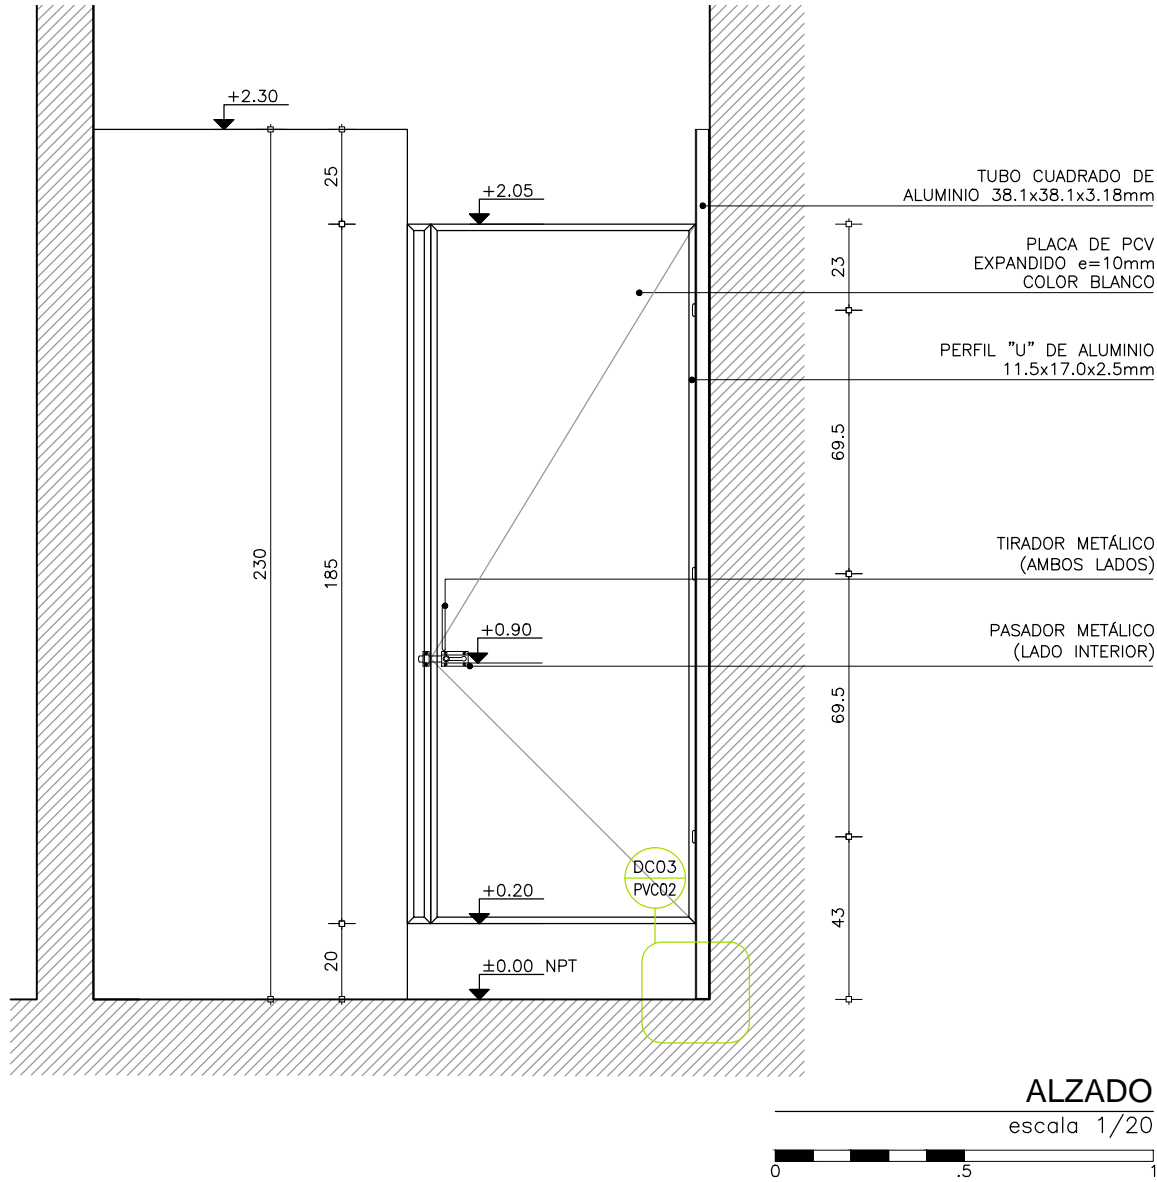 +2.30
25
+2.05
TUBO CUADRADO DE
ALUMINIO 38.1x38.1x3.18mm
PLACA DE PCV
EXPANDIDO e=10mm
COLOR BLANCO
23
PERFIL "U" DE ALUMINIO
11.5x17.0x2.5mm
69.5
230
185
TIRADOR METÁLICO
(AMBOS LADOS)
+0.90
PASADOR METÁLICO
(LADO INTERIOR)
69.5
DC03
PVC02
+0.20
43
20
±0.00 NPT
ALZADO
escala 1/20
0 .5 1